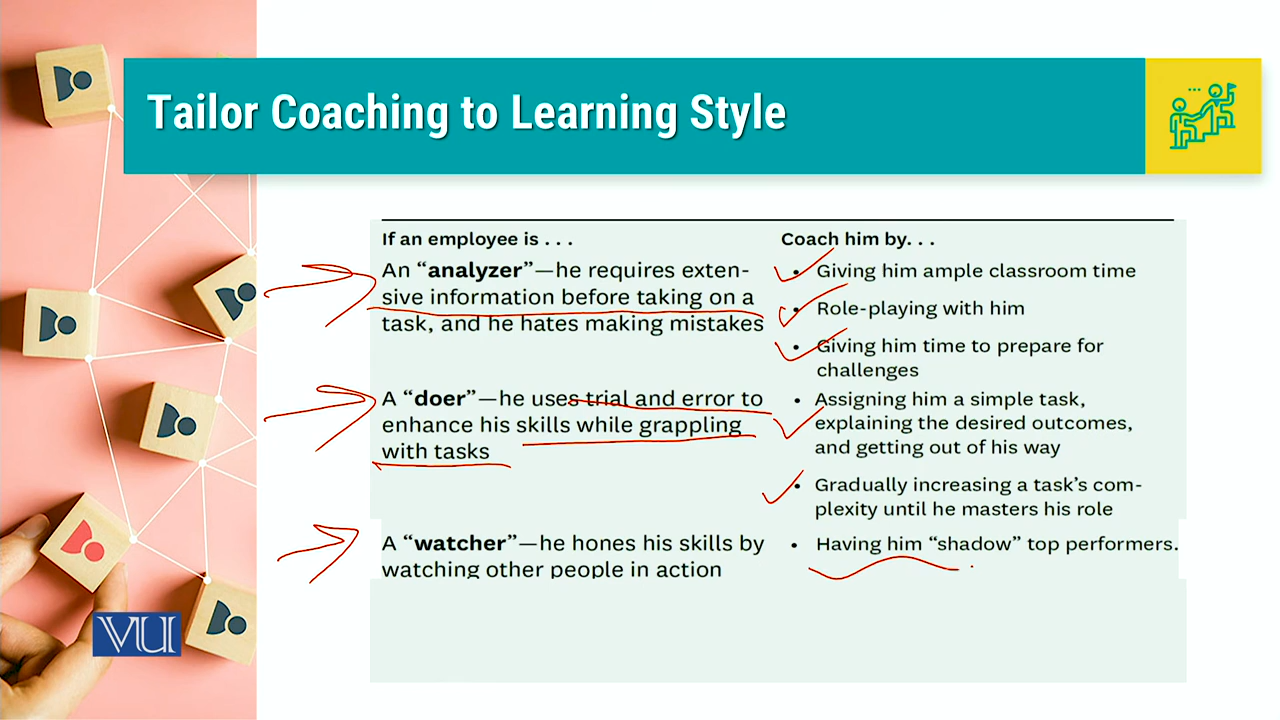 Tailor Coaching to Learning Style
If an employee is . . .
Coach him by. . .
An “analyzer”—he requires exten-
sive information before taking on a
task, and he hates making mistakes
• Giving him ample classroom time
• Role-playing with him
• Giving him time to prepare for
challenges
A “doer”—he uses trial and error to
enhance his skills while grappling
with tasks
• Assigning him a simple task,
explaining the desired outcomes,
and getting out of his way
• Gradually increasing a task’s com-
plexity until he masters his role
A “watcher”—he hones his skills by
watching other people in action
• Having him “shadow” top performers.
VU